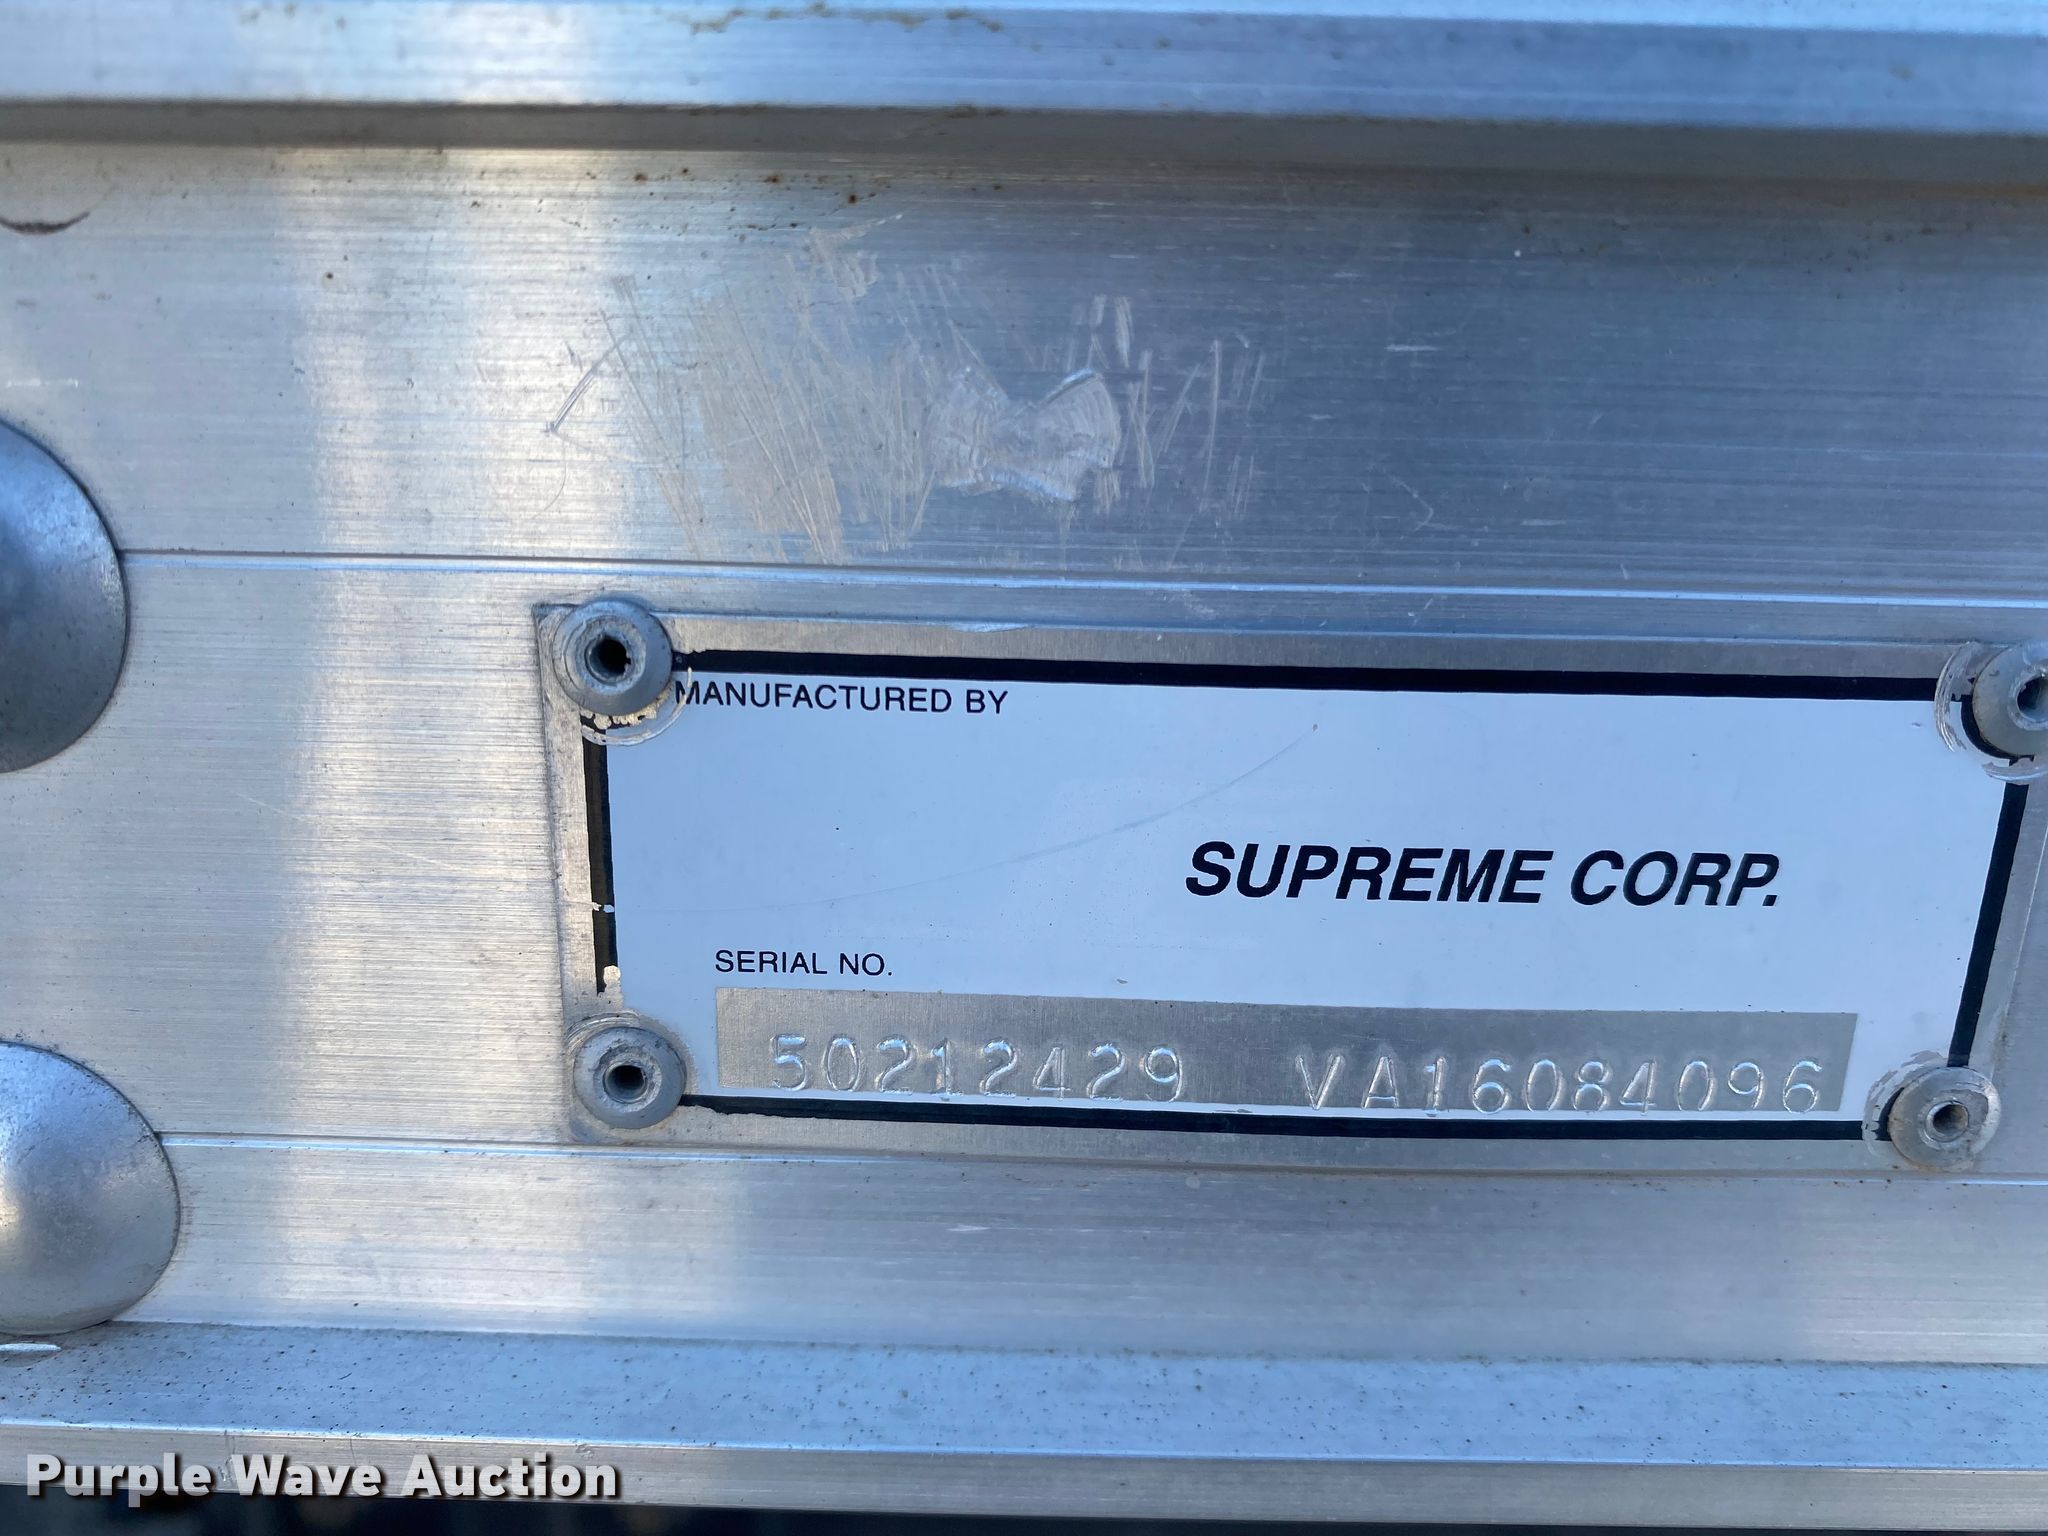 MANUFACTURED BY
SUPREME CORP.
SERIAL NO.
50212429 VA16084096
Purple Wave Auction